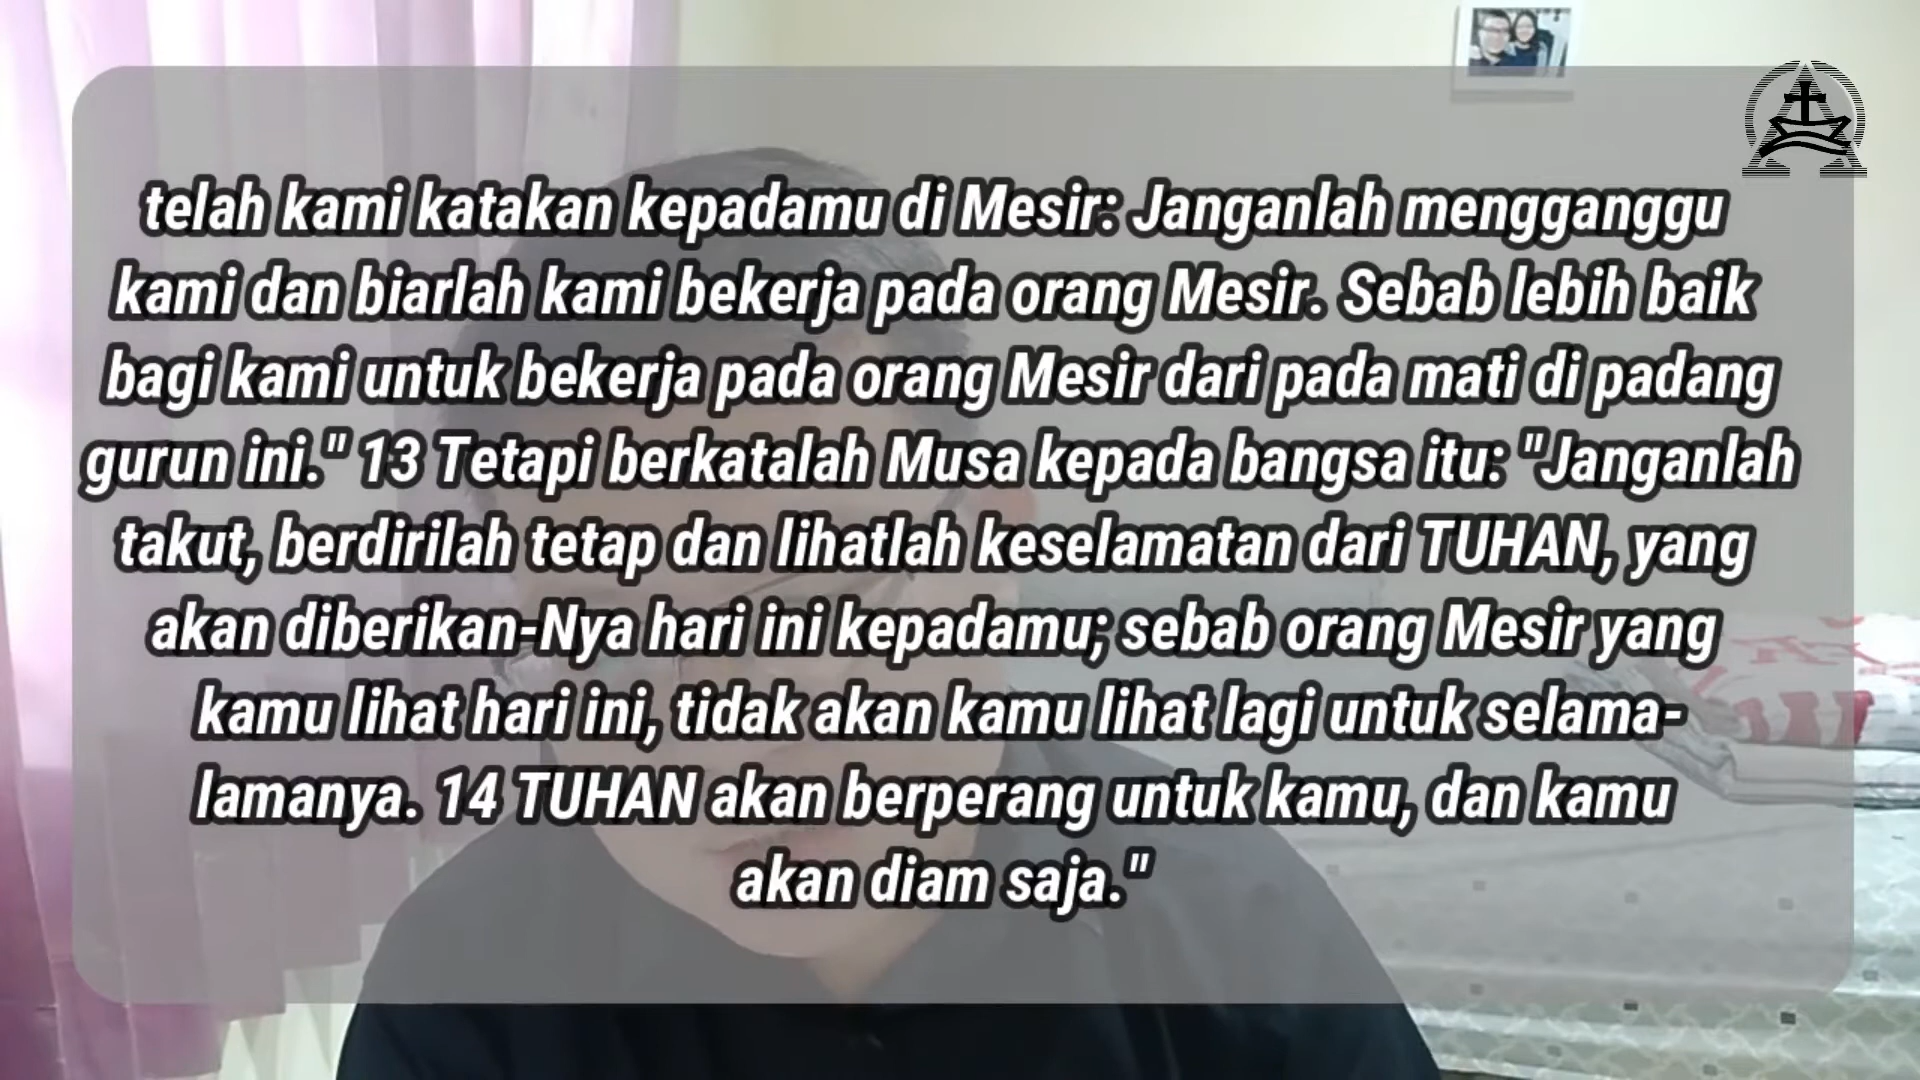 telah kami katakan kepadamu di Mesir: Janganlah mengganggu
kami dan biarlah kami bekerja pada orang Mesir. Sebab lebih baik
bagi kami untuk bekerja pada orang Mesir dari pada mati di padang
gurun ini." 13 Tetapi berkatalah Musa kepada bangsa itu: "Janganlah
takut, berdirilah tetap dan lihatlah keselamatan dari TUHAN, yang
akan diberikan-Nya hari ini kepadamu; sebab orang Mesir yang
kamu lihat hari ini, tidak akan kamu lihat lagi untuk selama-
lamanya. 14 TUHAN akan berperang untuk kamu, dan kamu
akan diam saja."